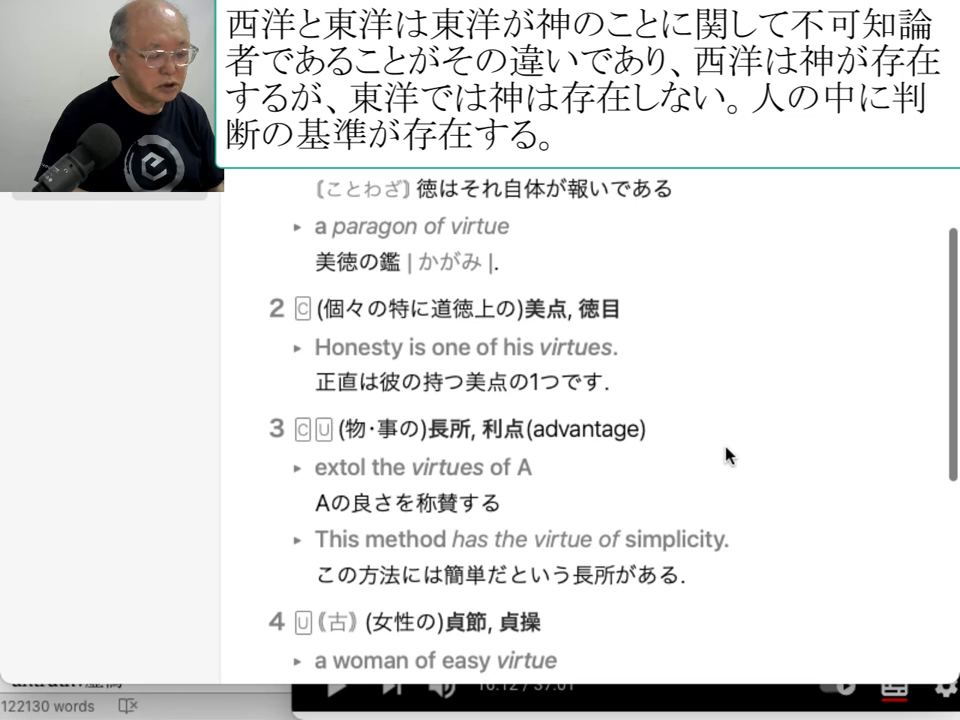 西洋と東洋は東洋が神のことに関して不可知論
者であることがその違いであり、西洋は神が存在
するが、東洋では神は存在しない。人の中に判
断の基準が存在する。
〔ことわざ〕徳はそれ自体が報いである
▸ a paragon of virtue
美徳の鑑 | かがみ |.
2 C (個々の特に道徳上の)美点, 徳目
▸ Honesty is one of his virtues.
正直は彼の持つ美点の1つです.
3 C U (物·事の)長所, 利点(advantage)
▸ extol the virtues of A
Aの良さを称賛する
▸ This method has the virtue of simplicity.
この方法には簡単だという長所がある.
4 U 〘古〙 (女性の)貞節, 貞操
▸ a woman of easy virtue
122130 words